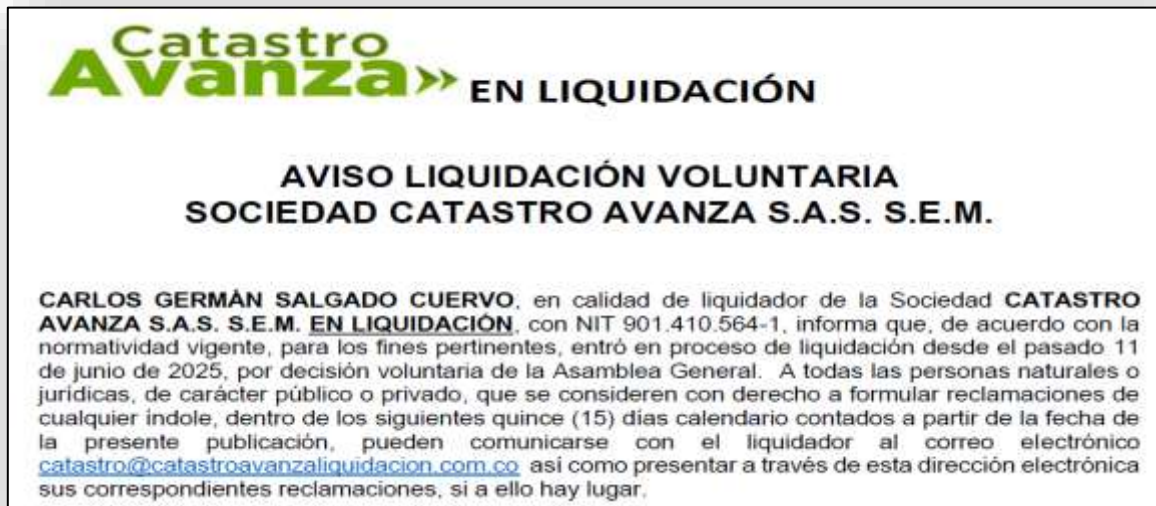 Catastro
Avanza» EN LIQUIDACIÓN
AVISO LIQUIDACIÓN VOLUNTARIA
SOCIEDAD CATASTRO AVANZA S.A.S. S.E.M.
CARLOS GERMÁN SALGADO CUERVO, en calidad de liquidador de la Sociedad CATASTRO
AVANZA S.A.S. S.E.M. EN LIQUIDACIÓN, con NIT 901.410.564-1, informa que, de acuerdo con la
normatividad vigente, para los fines pertinentes, entró en proceso de liquidación desde el pasado 11
de junio de 2025, por decisión voluntaria de la Asamblea General. A todas las personas naturales o
jurídicas, de carácter público o privado, que se consideren con derecho a formular reclamaciones de
cualquier índole, dentro de los siguientes quince (15) días calendario contados a partir de la fecha de
la presente publicación, pueden comunicarse con el liquidador al correo electrónico
catastro@catastroavanzaliquidacion.com.co así como presentar a través de esta dirección electrónica
sus correspondientes reclamaciones, si a ello hay lugar.